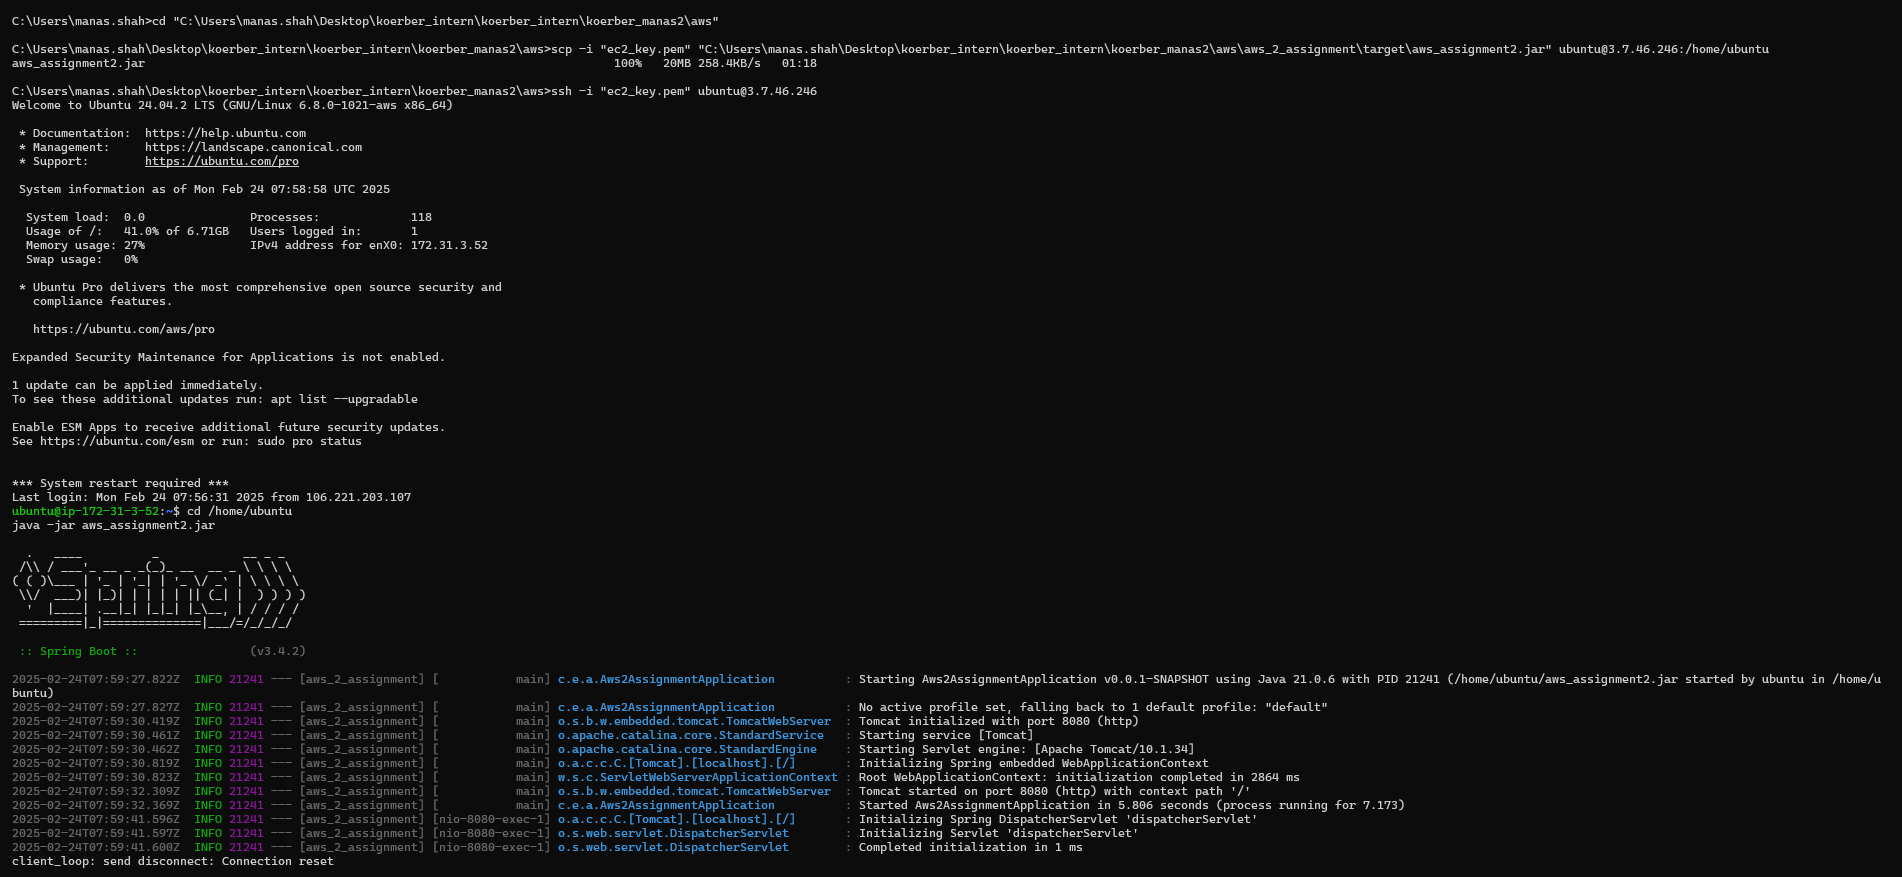 C:\Users\manas.shah>cd "C:\Users\manas.shah\Desktop\koerber_intern\koerber_intern\koerber_manas2\aws"
C:\Users\manas.shah\Desktop\koerber_intern\koerber_intern\koerber_manas2\aws>scp -i "ec2_key.pem" "C:\Users\manas.shah\Desktop\koerber_intern\koerber_intern\koerber_manas2\aws\aws_2_assignment\target\aws_assignment2.jar" ubuntu@3.7.46.246:/home/ubuntu
aws_assignment2.jar 100% 20MB 258.4KB/s 01:18
C:\Users\manas.shah\Desktop\koerber_intern\koerber_intern\koerber_manas2\aws>ssh -i "ec2_key.pem" ubuntu@3.7.46.246
Welcome to Ubuntu 24.04.2 LTS (GNU/Linux 6.8.0-1021-aws x86_64)
* Documentation: https://help.ubuntu.com
* Management: https://landscape.canonical.com
* Support: https://ubuntu.com/pro
System information as of Mon Feb 24 07:58:58 UTC 2025
System load: 0.0 Processes: 118
Usage of /: 41.0% of 6.71GB Users logged in: 1
Memory usage: 27% IPv4 address for enX0: 172.31.3.52
Swap usage: 0%
* Ubuntu Pro delivers the most comprehensive open source security and
compliance features.
https://ubuntu.com/aws/pro
Expanded Security Maintenance for Applications is not enabled.
1 update can be applied immediately.
To see these additional updates run: apt list --upgradable
Enable ESM Apps to receive additional future security updates.
See https://ubuntu.com/esm or run: sudo pro status
*** System restart required ***
Last login: Mon Feb 24 07:56:31 2025 from 106.221.203.107
ubuntu@ip-172-31-3-52:~$ cd /home/ubuntu
java -jar aws_assignment2.jar
  .   ____          _            __ _ _
 /\\ / ___'_ __ _ _(_)_ __  __ _ \ \ \ \
( ( )\___ | '_ | '_| | '_ \/ _` | \ \ \ \
 \\/  ___)| |_)| | | | | || (_| |  ) ) ) )
  '  |____| .__|_| |_|_| |_\__, | / / / /
 =========|_|==============|___/=/_/_/_/
:: Spring Boot :: (v3.4.2)
2025-02-24T07:59:27.822Z INFO 21241 --- [aws_2_assignment] [ main] c.e.a.Aws2AssignmentApplication : Starting Aws2AssignmentApplication v0.0.1-SNAPSHOT using Java 21.0.6 with PID 21241 (/home/ubuntu/aws_assignment2.jar started by ubuntu in /home/u
buntu)
2025-02-24T07:59:27.827Z INFO 21241 --- [aws_2_assignment] [ main] c.e.a.Aws2AssignmentApplication : No active profile set, falling back to 1 default profile: "default"
2025-02-24T07:59:30.419Z INFO 21241 --- [aws_2_assignment] [ main] o.s.b.w.embedded.tomcat.TomcatWebServer : Tomcat initialized with port 8080 (http)
2025-02-24T07:59:30.461Z INFO 21241 --- [aws_2_assignment] [ main] o.apache.catalina.core.StandardService : Starting service [Tomcat]
2025-02-24T07:59:30.462Z INFO 21241 --- [aws_2_assignment] [ main] o.apache.catalina.core.StandardEngine : Starting Servlet engine: [Apache Tomcat/10.1.34]
2025-02-24T07:59:30.819Z INFO 21241 --- [aws_2_assignment] [ main] o.a.c.c.C.[Tomcat].[localhost].[/] : Initializing Spring embedded WebApplicationContext
2025-02-24T07:59:30.823Z INFO 21241 --- [aws_2_assignment] [ main] w.s.c.ServletWebServerApplicationContext : Root WebApplicationContext: initialization completed in 2864 ms
2025-02-24T07:59:32.309Z INFO 21241 --- [aws_2_assignment] [ main] o.s.b.w.embedded.tomcat.TomcatWebServer : Tomcat started on port 8080 (http) with context path '/'
2025-02-24T07:59:32.369Z INFO 21241 --- [aws_2_assignment] [ main] c.e.a.Aws2AssignmentApplication : Started Aws2AssignmentApplication in 5.806 seconds (process running for 7.173)
2025-02-24T07:59:41.596Z INFO 21241 --- [aws_2_assignment] [nio-8080-exec-1] o.a.c.c.C.[Tomcat].[localhost].[/] : Initializing Spring DispatcherServlet 'dispatcherServlet'
2025-02-24T07:59:41.597Z INFO 21241 --- [aws_2_assignment] [nio-8080-exec-1] o.s.web.servlet.DispatcherServlet : Initializing Servlet 'dispatcherServlet'
2025-02-24T07:59:41.600Z INFO 21241 --- [aws_2_assignment] [nio-8080-exec-1] o.s.web.servlet.DispatcherServlet : Completed initialization in 1 ms
client_loop: send disconnect: Connection reset